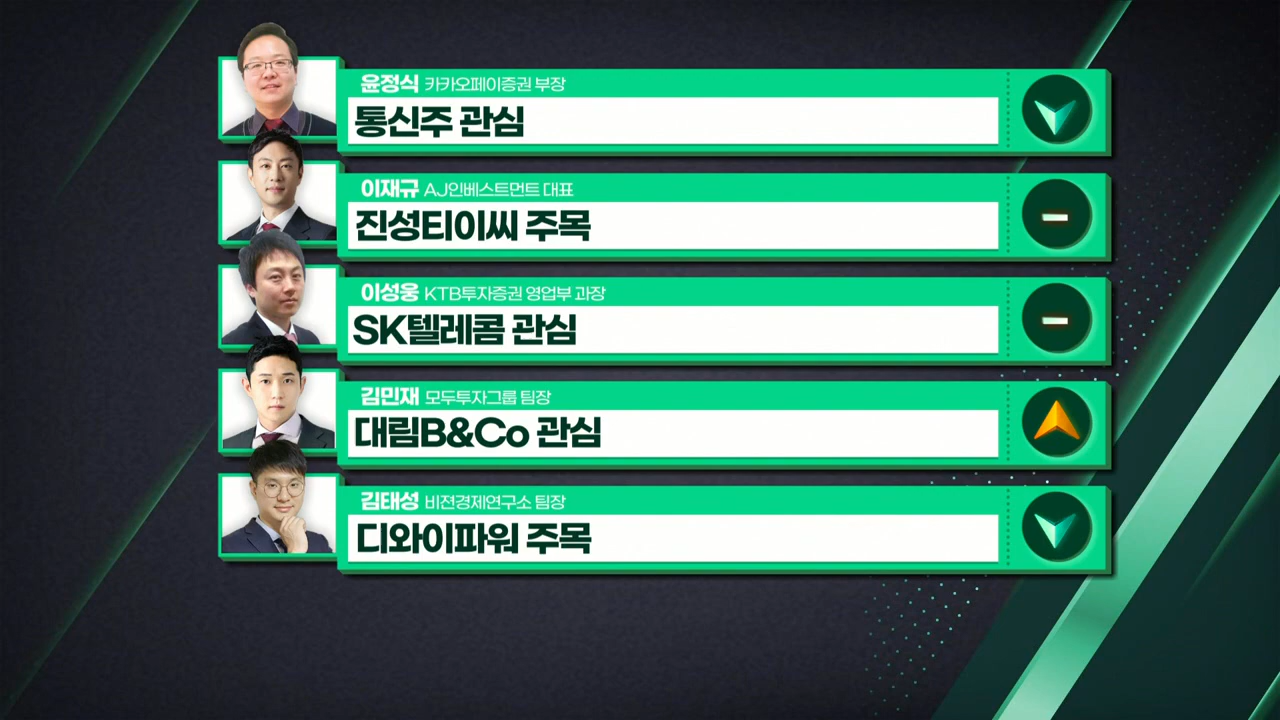 윤정식 카카오페이증권 부장
통신주 관심
이재규 AJ인베스트먼트 대표
진성티이씨 주목
이성웅 KTB투자증권 영업부 과장
SK텔레콤 관심
김민재 모두투자그룹 팀장
대림B&Co 관심
김태성 비젼경제연구소 팀장
디와이파워 주목